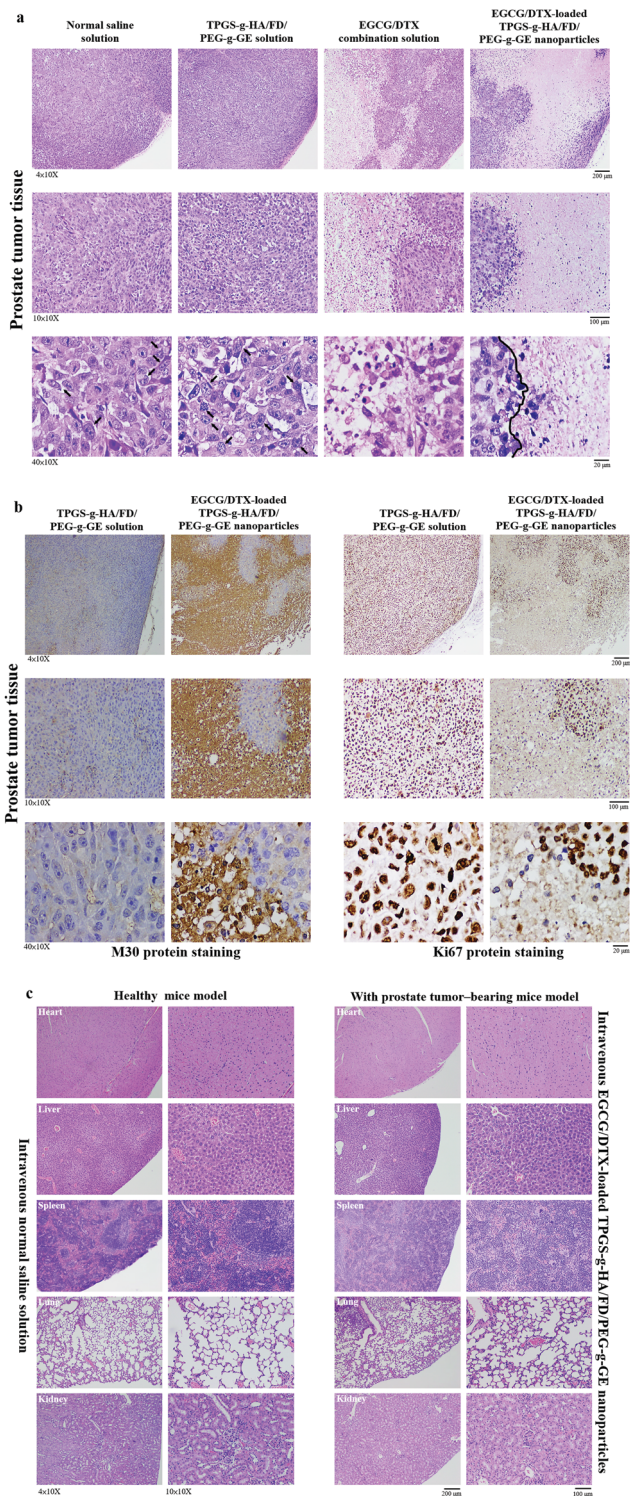 a
Normal saline
solution
TPGS-g-HA/FD/
PEG-g-GE solution
EGCG/DTX
combination solution
EGCG/DTX-loaded
TPGS-g-HA/FD/
PEG-g-GE nanoparticles
Prostate tumor tissue
4x10X
200 μm
10x10X
100 μm
40x10X
20 μm
b
TPGS-g-HA/FD/
PEG-g-GE solution
EGCG/DTX-loaded
TPGS-g-HA/FD/
PEG-g-GE nanoparticles
TPGS-g-HA/FD/
PEG-g-GE solution
EGCG/DTX-loaded
TPGS-g-HA/FD/
PEG-g-GE nanoparticles
Prostate tumor tissue
4x10X
200 μm
10x10X
100 μm
40x10X
20 μm
M30 protein staining
Ki67 protein staining
c
Healthy mice model
With prostate tumor–bearing mice model
Intravenous normal saline solution
Intravenous EGCG/DTX-loaded TPGS-g-HA/FD/PEG-g-GE nanoparticles
Heart
Heart
Liver
Liver
Spleen
Spleen
Lung
Lung
Kidney
Kidney
4x10X
10x10X
200 μm
100 μm